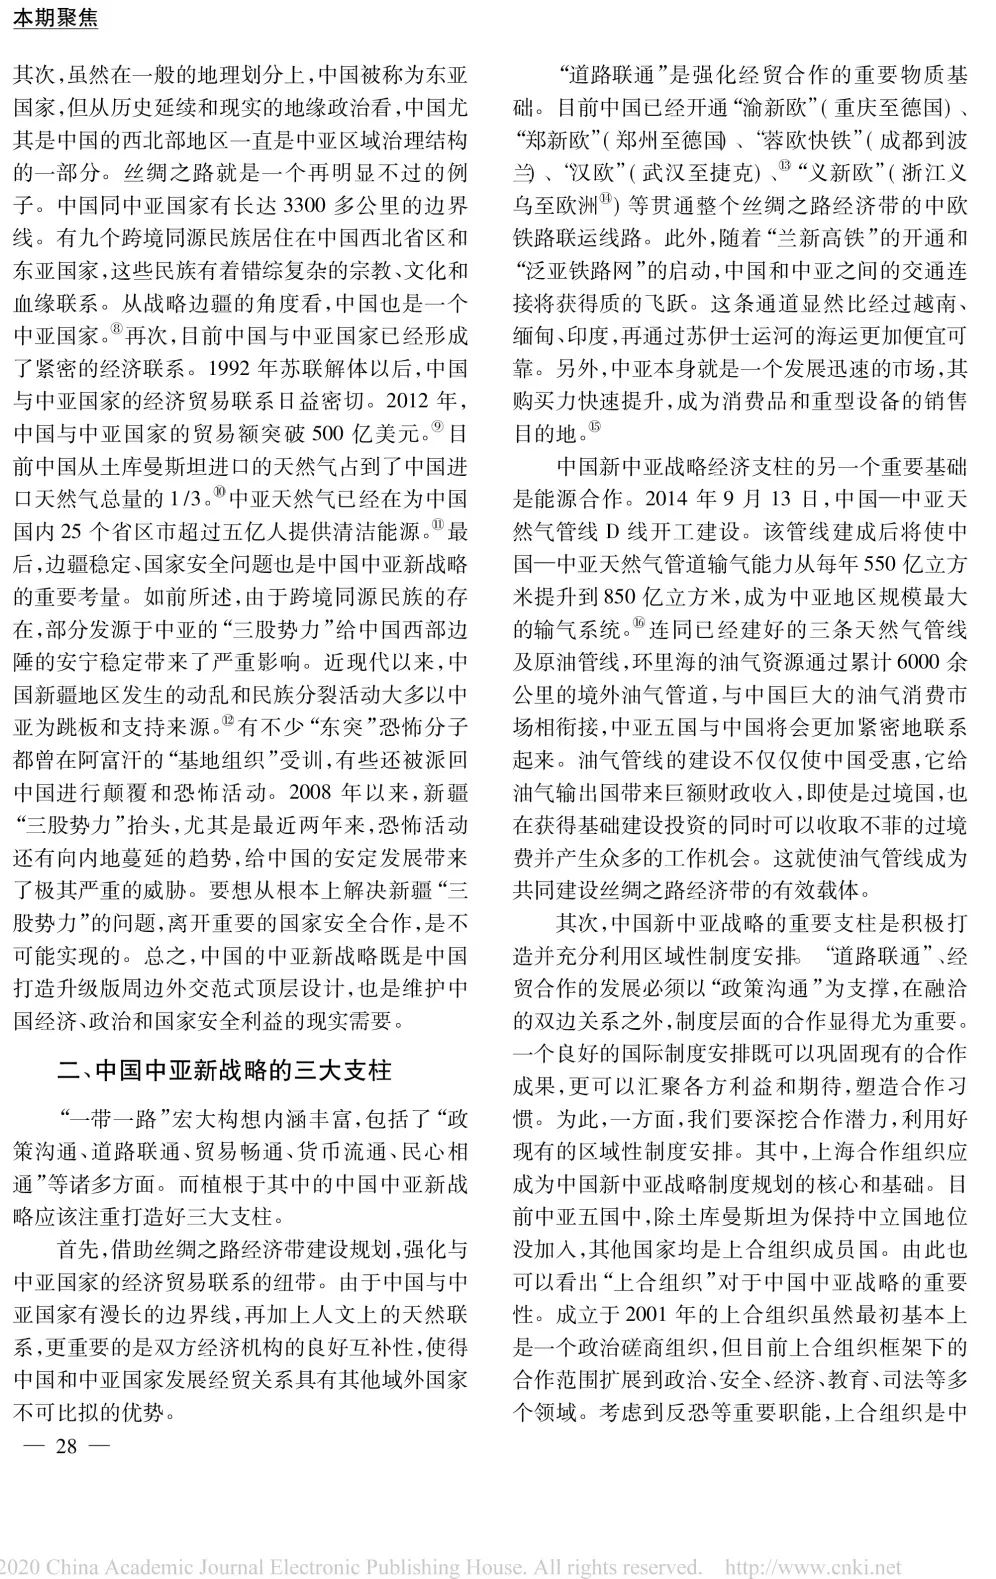 本期聚焦
其次,虽然在一般的地理划分上,中国被称为东亚
国家,但从历史延续和现实的地缘政治看,中国尤
其是中国的西北部地区一直是中亚区域治理结构
的一部分。丝绸之路就是一个再明显不过的例
子。中国同中亚国家有长达 3300 多公里的边界
线。有九个跨境同源民族居住在中国西北省区和
东亚国家,这些民族有着错综复杂的宗教、文化和
血缘联系。从战略边疆的角度看,中国也是一个
中亚国家。⑧再次,目前中国与中亚国家已经形成
了紧密的经济联系。1992 年苏联解体以后,中国
与中亚国家的经济贸易联系日益密切。2012 年,
中国与中亚国家的贸易额突破 500 亿美元。⑨目
前中国从土库曼斯坦进口的天然气占到了中国进
口天然气总量的 1/3。⑩中亚天然气已经在为中国
国内 25 个省区市超过五亿人提供清洁能源。⑪最
后,边疆稳定、国家安全问题也是中国中亚新战略
的重要考量。如前所述,由于跨境同源民族的存
在,部分发源于中亚的“三股势力”给中国西部边
陲的安宁稳定带来了严重影响。近现代以来,中
国新疆地区发生的动乱和民族分裂活动大多以中
亚为跳板和支持来源。⑫有不少“东突”恐怖分子
都曾在阿富汗的“基地组织”受训,有些还被派回
中国进行颠覆和恐怖活动。2008 年以来,新疆
“三股势力”抬头,尤其是最近两年来,恐怖活动
还有向内地蔓延的趋势,给中国的安定发展带来
了极其严重的威胁。要想从根本上解决新疆“三
股势力”的问题,离开重要的国家安全合作,是不
可能实现的。总之,中国的中亚新战略既是中国
打造升级版周边外交范式顶层设计,也是维护中
国经济、政治和国家安全利益的现实需要。
二、中国中亚新战略的三大支柱
“一带一路”宏大构想内涵丰富,包括了“政
策沟通、道路联通、贸易畅通、货币流通、民心相
通”等诸多方面。而植根于其中的中国中亚新战
略应该注重打造好三大支柱。
首先,借助丝绸之路经济带建设规划,强化与
中亚国家的经济贸易联系的纽带。由于中国与中
亚国家有漫长的边界线,再加上人文上的天然联
系,更重要的是双方经济机构的良好互补性,使得
中国和中亚国家发展经贸关系具有其他域外国家
不可比拟的优势。
— 28 —
“道路联通”是强化经贸合作的重要物质基
础。目前中国已经开通“渝新欧”( 重庆至德国) 、
“郑新欧”( 郑州至德国) 、“蓉欧快铁”( 成都到波
兰) 、“汉欧”( 武汉至捷克) 、⑬“义新欧”( 浙江义
乌至欧洲⑭) 等贯通整个丝绸之路经济带的中欧
铁路联运线路。此外,随着“兰新高铁”的开通和
“泛亚铁路网”的启动,中国和中亚之间的交通连
接将获得质的飞跃。这条通道显然比经过越南、
缅甸、印度,再通过苏伊士运河的海运更加便宜可
靠。另外,中亚本身就是一个发展迅速的市场,其
购买力快速提升,成为消费品和重型设备的销售
目的地。⑮
中国新中亚战略经济支柱的另一个重要基础
是能源合作。2014 年 9 月 13 日,中国—中亚天
然气管线 D 线开工建设。该管线建成后将使中
国—中亚天然气管道输气能力从每年 550 亿立方
米提升到 850 亿立方米,成为中亚地区规模最大
的输气系统。⑯连同已经建好的三条天然气管线
及原油管线,环里海的油气资源通过累计 6000 余
公里的境外油气管道,与中国巨大的油气消费市
场相衔接,中亚五国与中国将会更加紧密地联系
起来。油气管线的建设不仅仅使中国受惠,它给
油气输出国带来巨额财政收入,即使是过境国,也
在获得基础建设投资的同时可以收取不菲的过境
费并产生众多的工作机会。这就使油气管线成为
共同建设丝绸之路经济带的有效载体。
其次,中国新中亚战略的重要支柱是积极打
造并充分利用区域性制度安排。“道路联通”、经
贸合作的发展必须以“政策沟通”为支撑,在融洽
的双边关系之外,制度层面的合作显得尤为重要。
一个良好的国际制度安排既可以巩固现有的合作
成果,更可以汇聚各方利益和期待,塑造合作习
惯。为此,一方面,我们要深挖合作潜力,利用好
现有的区域性制度安排。其中,上海合作组织应
成为中国新中亚战略制度规划的核心和基础。目
前中亚五国中,除土库曼斯坦为保持中立国地位
没加入,其他国家均是上合组织成员国。由此也
可以看出“上合组织”对于中国中亚战略的重要
性。成立于 2001 年的上合组织虽然最初基本上
是一个政治磋商组织,但目前上合组织框架下的
合作范围扩展到政治、安全、经济、教育、司法等多
个领域。考虑到反恐等重要职能,上合组织是中
2020 China Academic Journal Electronic Publishing House. All rights reserved. http://www.cnki.net